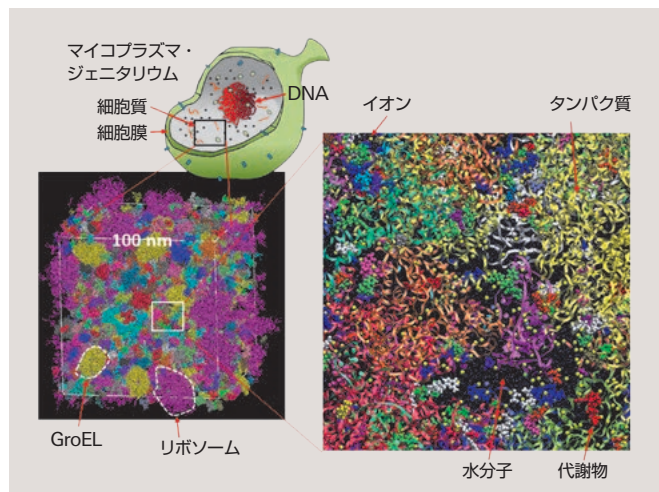 マイコプラズマ・
ジェニタリウム
細胞質
細胞膜
DNA
イオン
タンパク質
100 nm
GroEL
リボソーム
水分子
代謝物